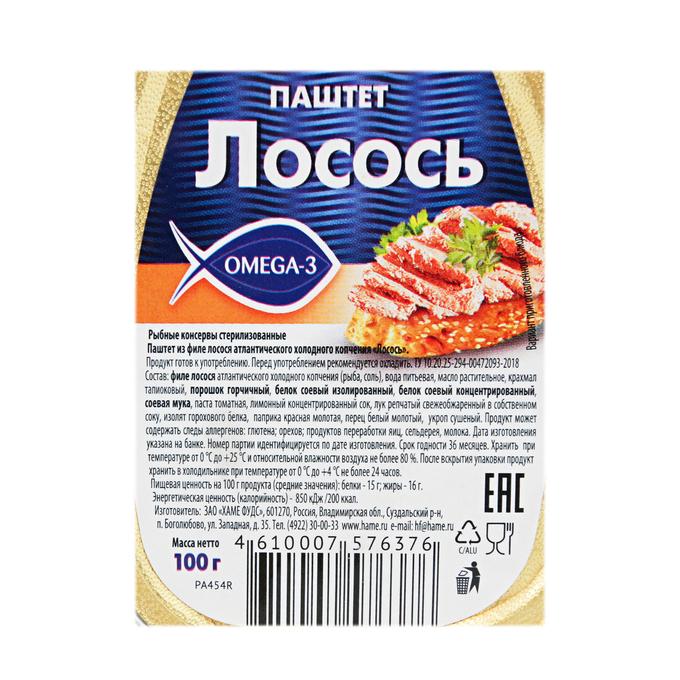 ПАШТЕТ
Лосось
OMEGA-3
Вариант приготовленного блюда
Рыбные консервы стерилизованные
Паштет из филе лосося атлантического холодного копчения «Лосось».
Продукт готов к употреблению. Перед употреблением рекомендуется охладить. ТУ 10.20.25-294-00472093-2018
Состав: филе лосося атлантического холодного копчения (рыба, соль), вода питьевая, масло растительное, крахмал
тапиоковый, порошок горчичный, белок соевый изолированный, белок соевый концентрированный,
соевая мука, паста томатная, лимонный концентрированный сок, лук репчатый свежеобжаренный в собственном
соку, изолят горохового белка, паприка красная молотая, перец белый молотый, укроп сушеный. Продукт может
содержать следы аллергенов: глютена; орехов; продуктов переработки яиц, сельдерея, молока. Дата изготовления
указана на банке. Номер партии идентифицируется по дате изготовления. Срок годности 36 месяцев. Хранить при
температуре от 0 °С до +25 °С и относительной влажности воздуха не более 80 %. После вскрытия упаковки продукт
хранить в холодильнике при температуре от 0 °С до +4 °С не более 24 часов.
Пищевая ценность на 100 г продукта (средние значения): белки - 15 г; жиры - 16 г.
Энергетическая ценность (калорийность) - 850 кДж /200 ккал.
Изготовитель: ЗАО «ХАМЕ ФУДС», 601270, Россия, Владимирская обл., Суздальский р-н,
п. Боголюбово, ул. Западная, д. 35. Тел. (4922) 30-00-33 www.hame.ru e-mail: hf@hame.ru
EAC
Масса нетто
100 г
PA454R
4 610007 576376
C/ALU